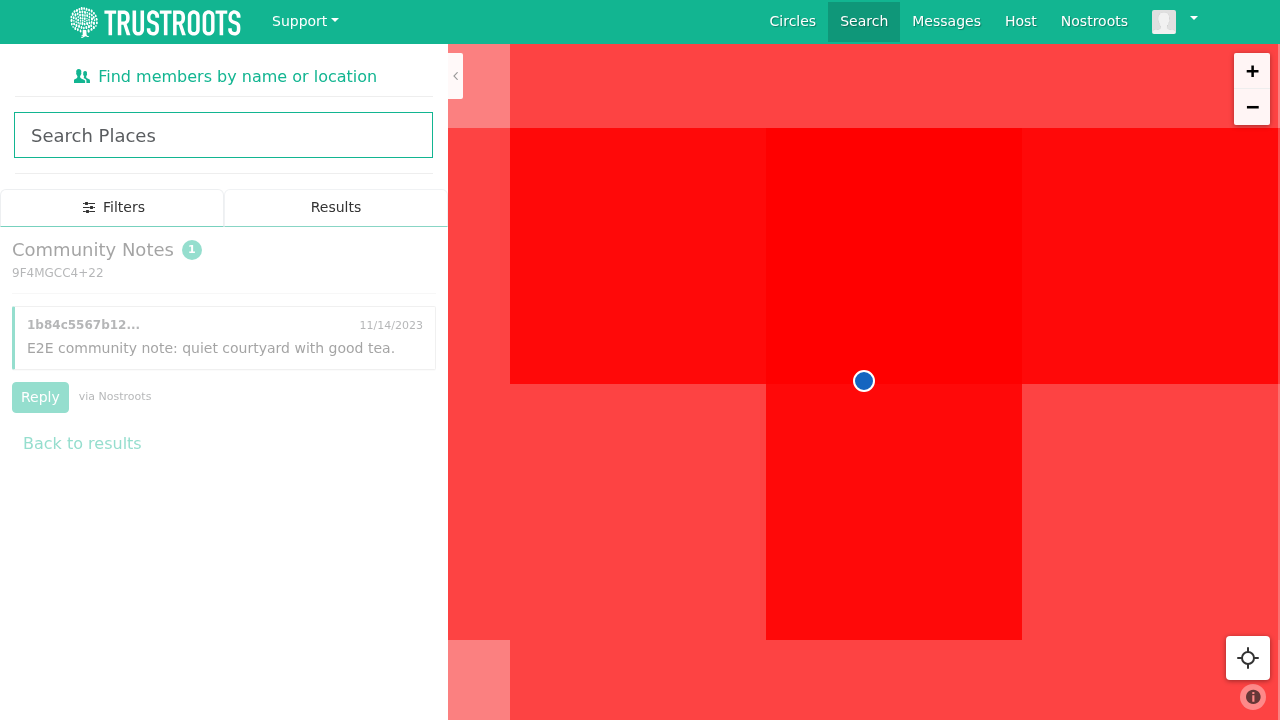 TRUSTROOTS
Support
Circles
Search
Messages
Host
Nostroots
Find members by name or location
Search Places
Filters
Results
Community Notes 1
9F4MGCC4+22
1b84c5567b12...
11/14/2023
E2E community note: quiet courtyard with good tea.
Reply
via Nostroots
Back to results
+
−